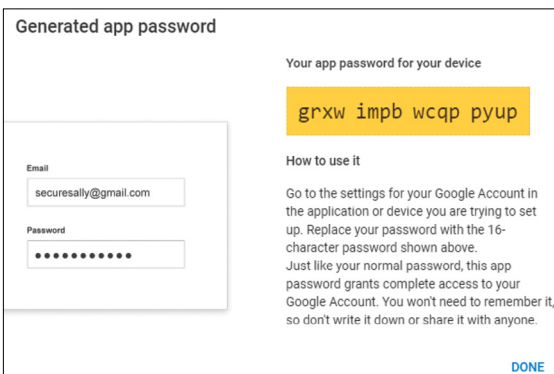 Generated app password
Your app password for your device
grxw impb wcqp pyup
Email
securesally@gmail.com
Password
●●●●●●●●●●●
How to use it
Go to the settings for your Google Account in
the application or device you are trying to set
up. Replace your password with the 16-
character password shown above.
Just like your normal password, this app
password grants complete access to your
Google Account. You won't need to remember it,
so don't write it down or share it with anyone.
DONE